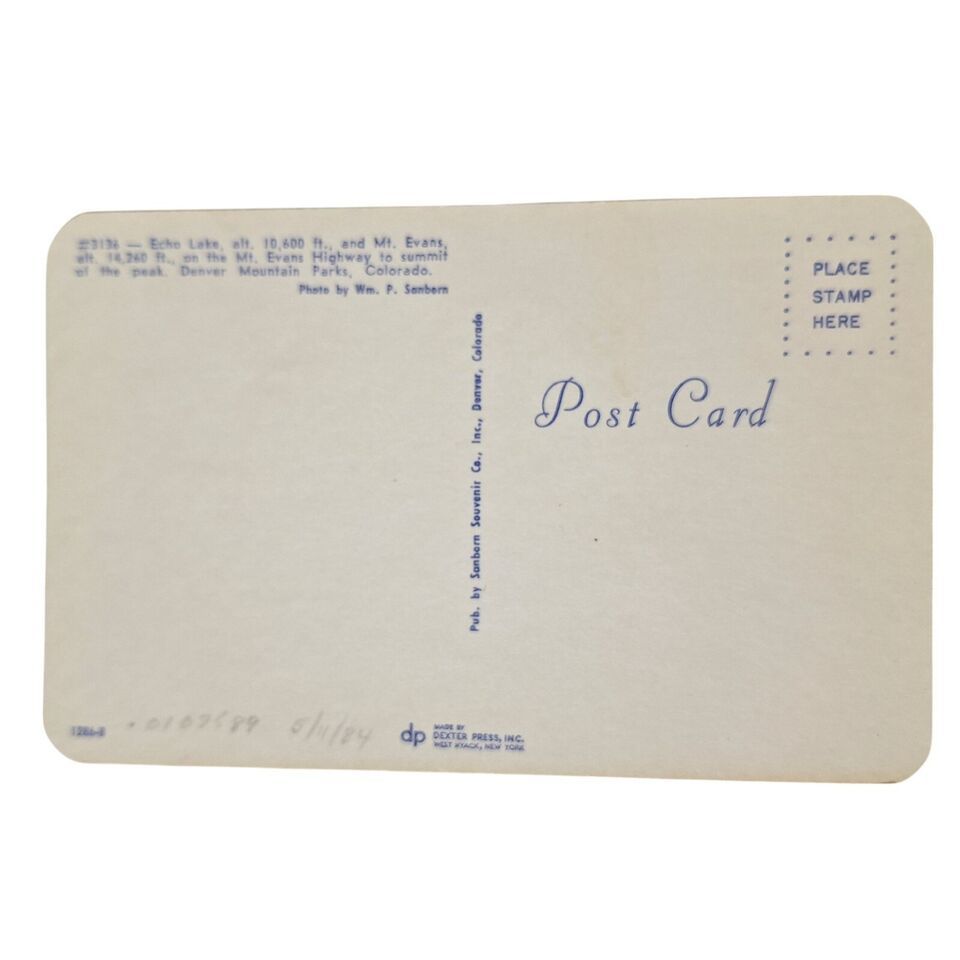 #3136 — Echo Lake, alt. 10,600 ft., and Mt. Evans,
alt. 14,260 ft., on the Mt. Evans Highway to summit
of the peak. Denver Mountain Parks, Colorado.
Photo by Wm. P. Sanborn
Pub. by Sanborn Souvenir Co., Inc., Denver, Colorado
PLACE
STAMP
HERE
Post Card
5/11/84
dp
MADE BY
DEXTER PRESS, INC.
WEST NYACK, NEW YORK